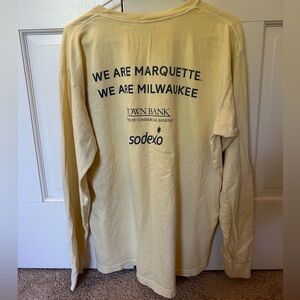 WE ARE MARQUETTE.
WE ARE MILWAUKEE
TOWN BANK
sodexo